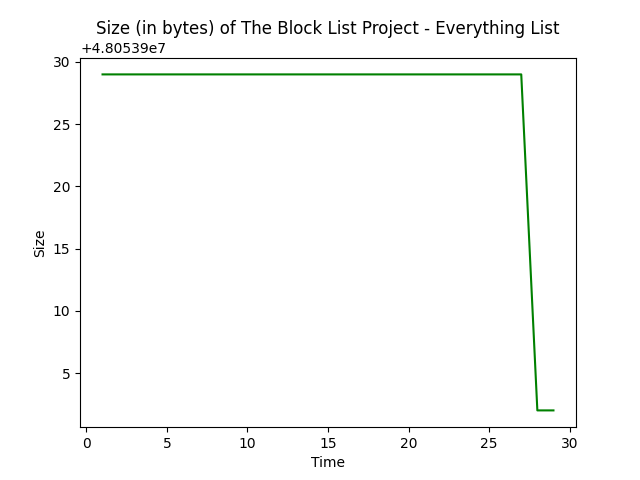 Size (in bytes) of The Block List Project - Everything List
+4.80539e7
30
25
20
15
10
5
Size
0 5 10 15 20 25 30
Time